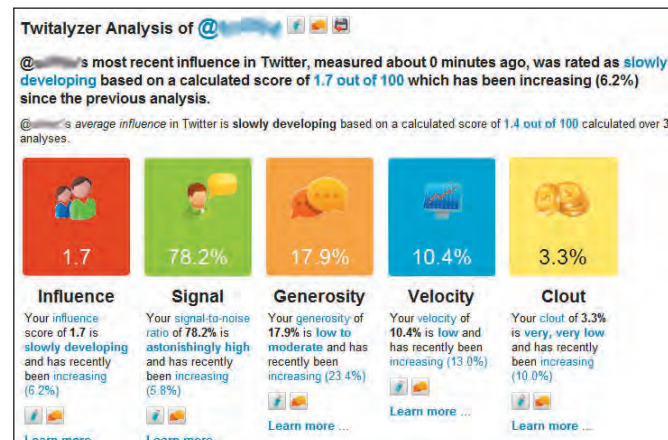 Twitalyzer Analysis of @
@ 's most recent influence in Twitter, measured about 0 minutes ago, was rated as slowly
developing based on a calculated score of 1.7 out of 100 which has been increasing (6.2%)
since the previous analysis.
@ 's average influence in Twitter is slowly developing based on a calculated score of 1.4 out of 100 calculated over 3
analyses.
1.7
Influence
Your influence
score of 1.7 is
slowly developing
and has recently
been increasing
(6.2%)
Learn more ...
78.2%
Signal
Your signal-to-noise
ratio of 78.2% is
astonishingly high
and has recently
been increasing
(5.8%)
Learn more ...
17.9%
Generosity
Your generosity of
17.9% is low to
moderate and has
recently been
increasing (23.4%)
Learn more ...
10.4%
Velocity
Your velocity of
10.4% is low and
has recently been
increasing (13.0%)
Learn more ...
3.3%
Clout
Your clout of 3.3%
is very, very low
and has recently
been increasing
(10.0%)
Learn more ...